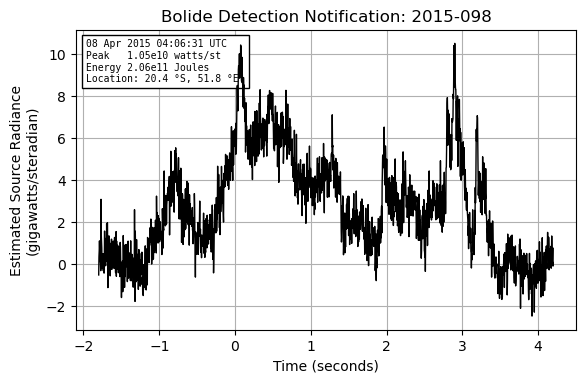 Bolide Detection Notification: 2015-098
08 Apr 2015 04:06:31 UTC
Peak   1.05e10 watts/st
Energy 2.06e11 Joules
Location: 20.4 °S, 51.8 °E
Estimated Source Radiance
(gigawatts/steradian)
10
8
6
4
2
0
−2
−2 −1 0 1 2 3 4
Time (seconds)